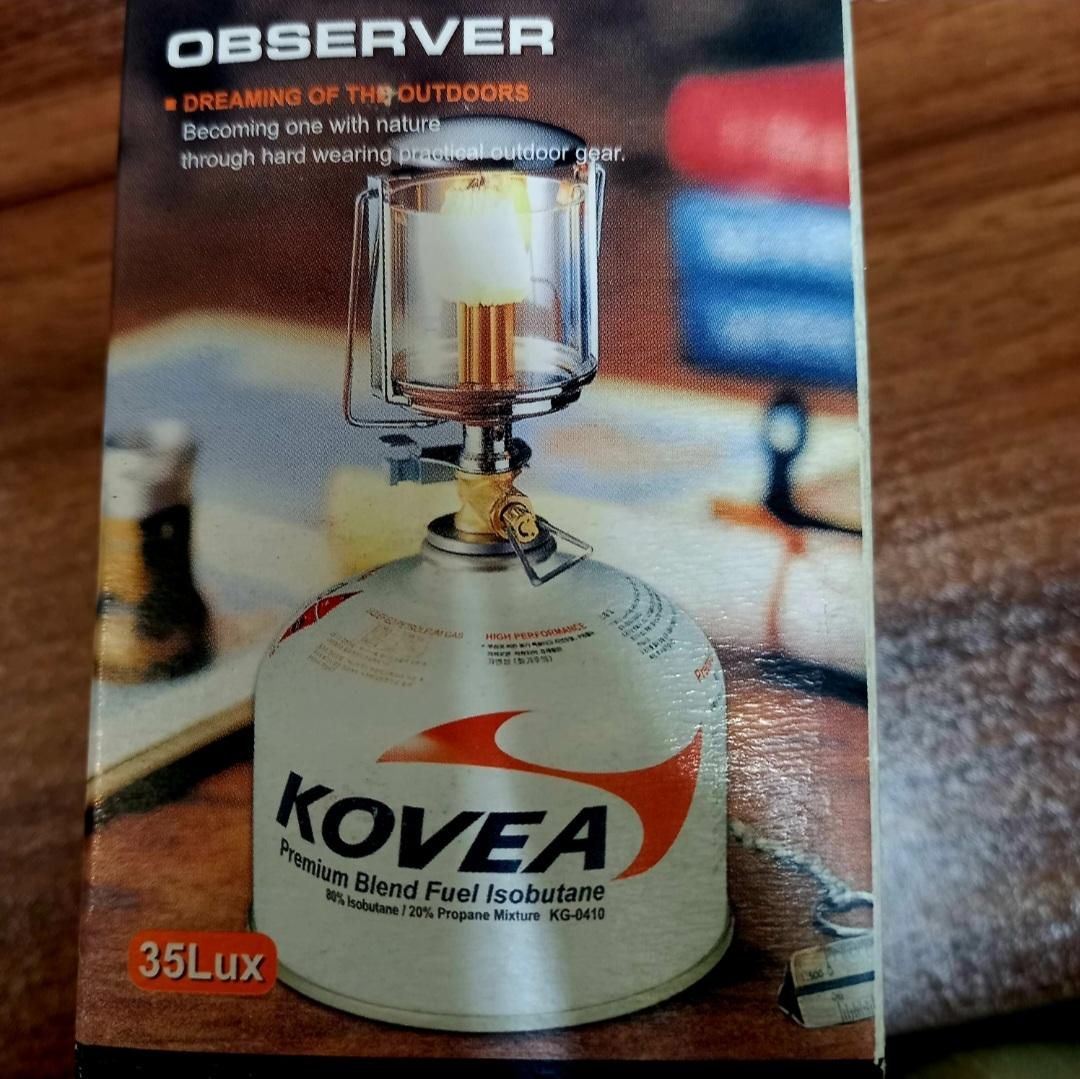 OBSERVER
DREAMING OF THE OUTDOORS
Becoming one with nature
through hard wearing practical outdoor gear.
HIGH PERFORMANCE
KOVEA
Premium Blend Fuel Isobutane
80% Isobutane / 20% Propane Mixture KG-0410
35Lux